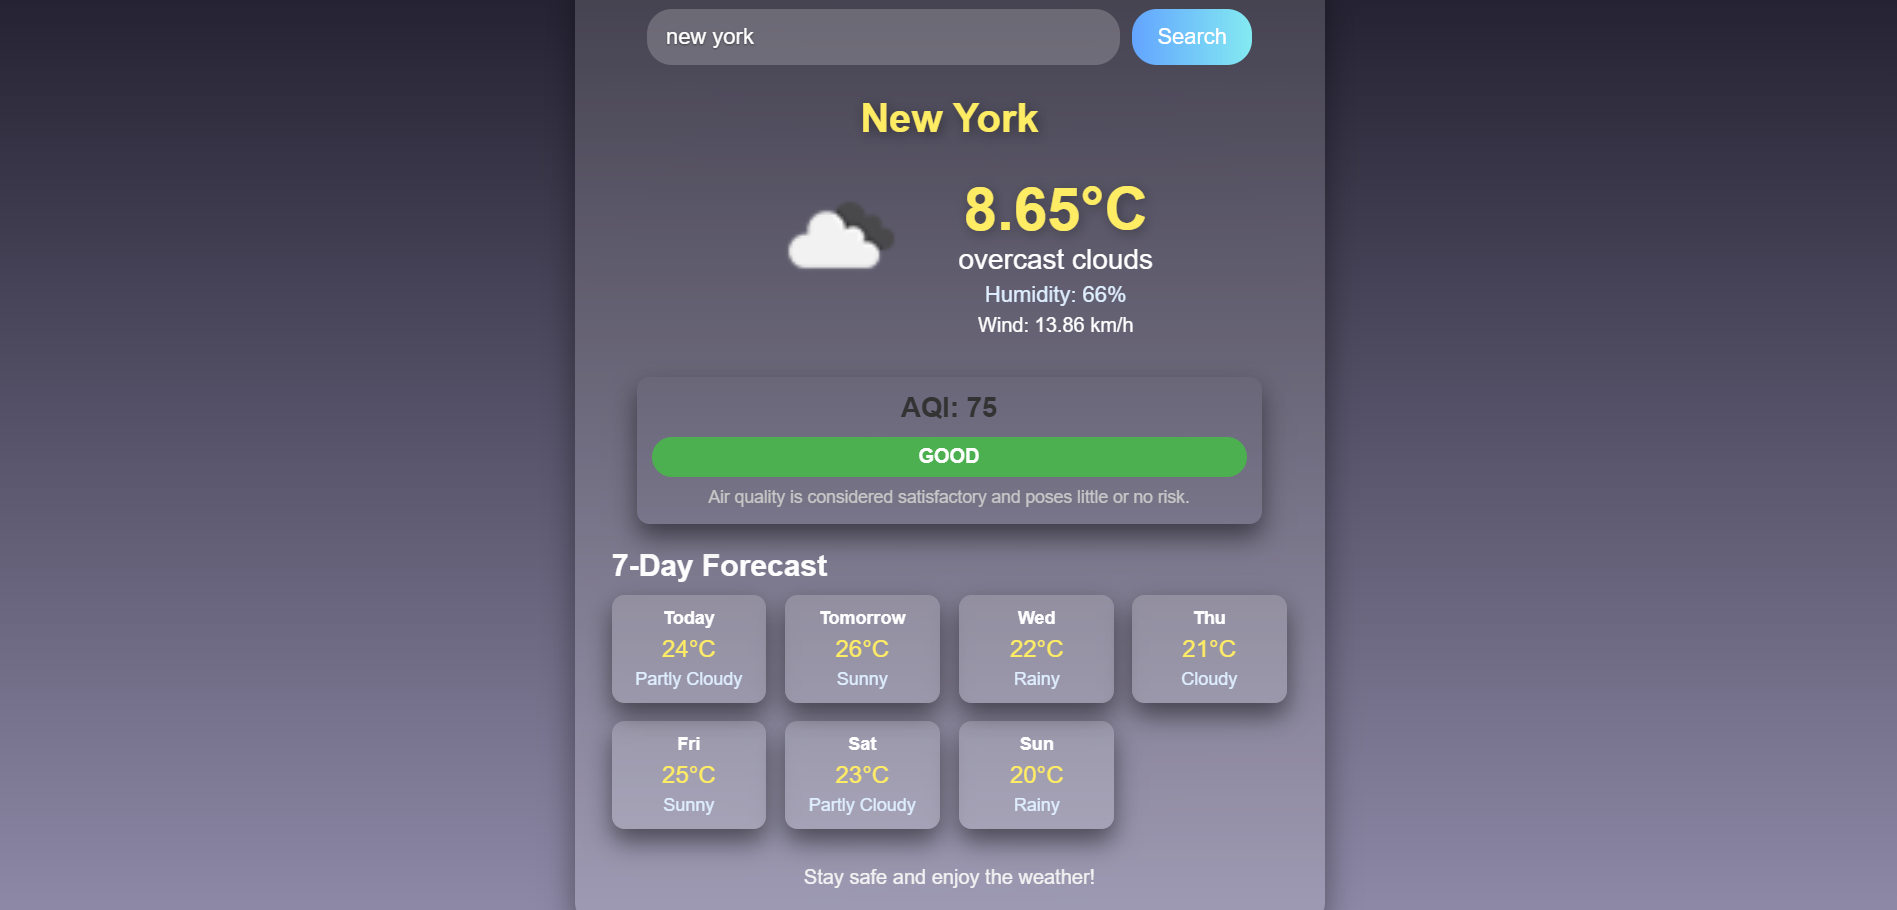 new york
Search
New York
8.65°C
overcast clouds
Humidity: 66%
Wind: 13.86 km/h
AQI: 75
GOOD
Air quality is considered satisfactory and poses little or no risk.
7-Day Forecast
Today
24°C
Partly Cloudy
Tomorrow
26°C
Sunny
Wed
22°C
Rainy
Thu
21°C
Cloudy
Fri
25°C
Sunny
Sat
23°C
Partly Cloudy
Sun
20°C
Rainy
Stay safe and enjoy the weather!